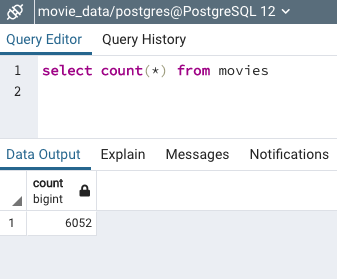 movie_data/postgres@PostgreSQL 12
Query Editor Query History
1 select count(*) from movies
2
Data Output Explain Messages Notifications
count
bigint
1 6052